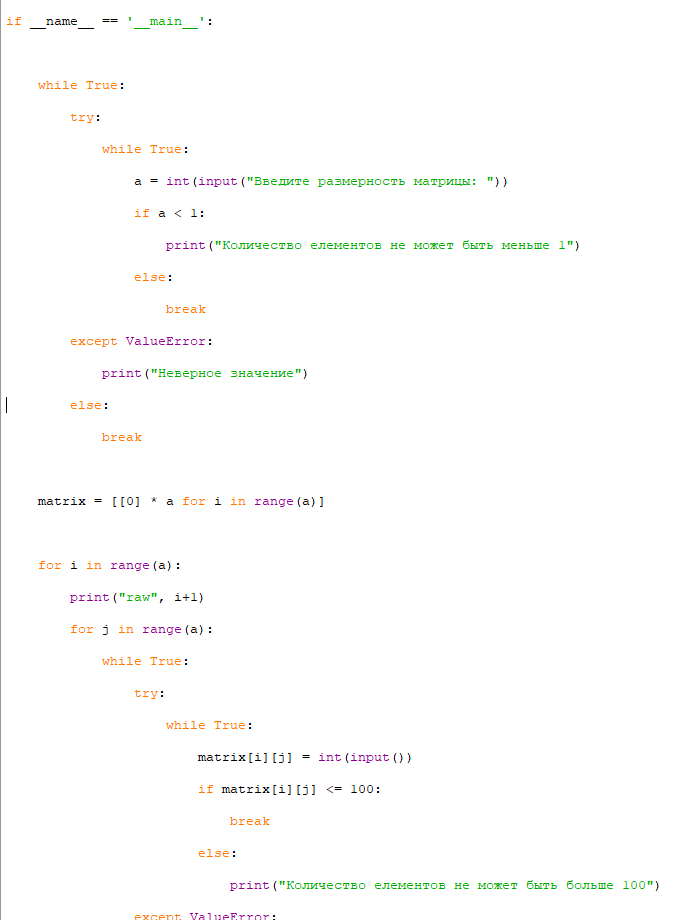 if __name__ == '__main__':
while True:
try:
while True:
a = int(input("Введите размерность матрицы: "))
if a < 1:
print("Количество елементов не может быть меньше 1")
else:
break
except ValueError:
print("Неверное значение")
else:
break
matrix = [[0] * a for i in range(a)]
for i in range(a):
print("raw", i+1)
for j in range(a):
while True:
try:
while True:
matrix[i][j] = int(input())
if matrix[i][j] <= 100:
break
else:
print("Количество елементов не может быть больше 100")
except ValueError: